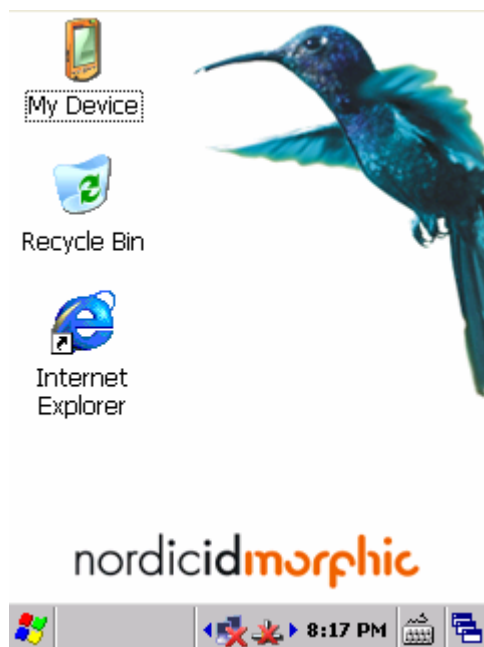 My Device
Recycle Bin
Internet
Explorer
nordicidmorphic
8:17 PM